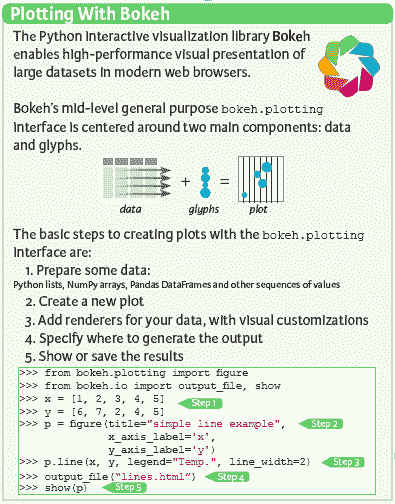 Plotting With Bokeh
The Python interactive visualization library Bokeh
enables high-performance visual presentation of
large datasets in modern web browsers.
Bokeh's mid-level general purpose bokeh.plotting
interface is centered around two main components: data
and glyphs.
+ =
data glyphs plot
The basic steps to creating plots with the bokeh.plotting
interface are:
1. Prepare some data:
Python lists, NumPy arrays, Pandas DataFrames and other sequences of values
2. Create a new plot
3. Add renderers for your data, with visual customizations
4. Specify where to generate the output
5. Show or save the results
>>> from bokeh.plotting import figure
>>> from bokeh.io import output_file, show
>>> x = [1, 2, 3, 4, 5] Step 1
>>> y = [6, 7, 2, 4, 5]
>>> p = figure(title="simple line example", Step 2
x_axis_label='x',
y_axis_label='y')
>>> p.line(x, y, legend="Temp.", line_width=2) Step 3
>>> output_file("lines.html") Step 4
>>> show(p) Step 5